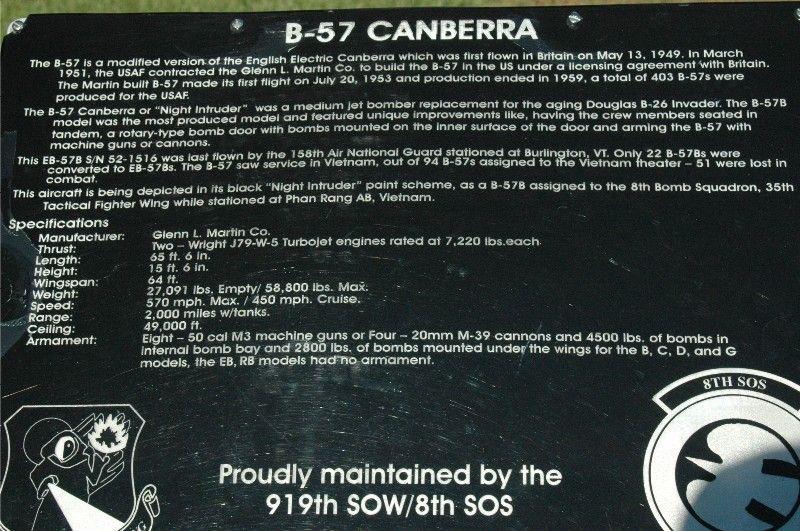 B-57 CANBERRA
The B-57 is a modified version of the English Electric Canberra which was first flown in Britain on May 13, 1949. In March
1951, the USAF contracted the Glenn L. Martin Co. to build the B-57 in the US under a licensing agreement with Britain.
The Martin built B-57 made its first flight on July 20, 1953 and production ended in 1959, a total of 403 B-57s were
produced for the USAF.
The B-57 Canberra or "Night Intruder" was a medium jet bomber replacement for the aging Douglas B-26 Invader. The B-57B
model was the most produced model and featured unique improvements like, having the crew members seated in
tandem, a rotary-type bomb door with bombs mounted on the inner surface of the door and arming the B-57 with
machine guns or cannons.
This EB-57B S/N 52-1516 was last flown by the 158th Air National Guard stationed at Burlington, VT. Only 22 B-57Bs were
converted to EB-57Bs. The B-57 saw service in Vietnam, out of 94 B-57s assigned to the Vietnam theater – 51 were lost in
combat.
This aircraft is being depicted in its black "Night Intruder" paint scheme, as a B-57B assigned to the 8th Bomb Squadron, 35th
Tactical Fighter Wing while stationed at Phan Rang AB, Vietnam.
Specifications
Manufacturer: Glenn L. Martin Co.
Thrust: Two – Wright J79-W-5 Turbojet engines rated at 7,220 lbs.each
Length: 65 ft. 6 in.
Height: 15 ft. 6 in.
Wingspan: 64 ft.
Weight: 27,091 lbs. Empty/ 58,800 lbs. Max.
Speed: 570 mph. Max. / 450 mph. Cruise.
Range: 2,000 miles w/tanks.
Ceiling: 49,000 ft.
Armament: Eight – 50 cal M3 machine guns or Four – 20mm M-39 cannons and 4500 lbs. of bombs in
internal bomb bay and 2800 lbs. of bombs mounted under the wings for the B, C, D, and G
models, the EB, RB models had no armament.
8TH SOS
Proudly maintained by the
919th SOW/8th SOS